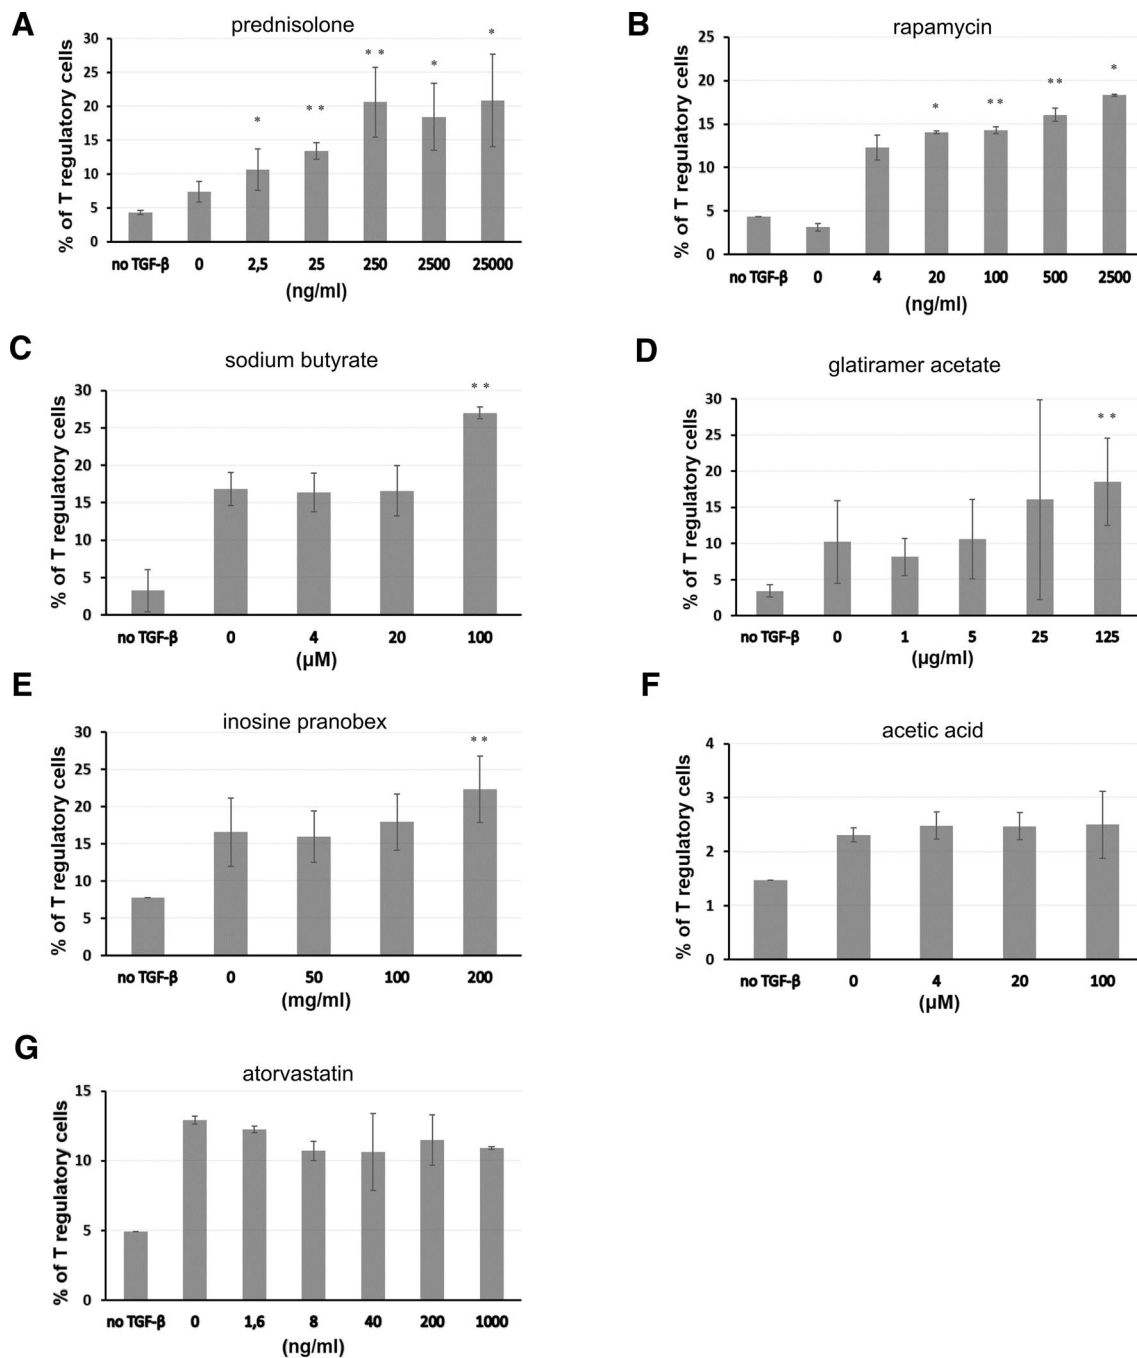 A
prednisolone
% of T regulatory cells
30
25
20
15
10
5
0
* ** ** * *
no TGF-β 0 2,5 25 250 2500 25000
(ng/ml)
B
rapamycin
% of T regulatory cells
25
20
15
10
5
0
* ** ** *
no TGF-β 0 4 20 100 500 2500
(ng/ml)
C
sodium butyrate
% of T regulatory cells
30
25
20
15
10
5
0
**
no TGF-β 0 4 20 100
(μM)
D
glatiramer acetate
% of T regulatory cells
30
25
20
15
10
5
0
**
no TGF-β 0 1 5 25 125
(μg/ml)
E
inosine pranobex
% of T regulatory cells
30
25
20
15
10
5
0
**
no TGF-β 0 50 100 200
(mg/ml)
F
acetic acid
% of T regulatory cells
4
3
2
1
0
no TGF-β 0 4 20 100
(μM)
G
atorvastatin
% of T regulatory cells
15
10
5
0
no TGF-β 0 1,6 8 40 200 1000
(ng/ml)